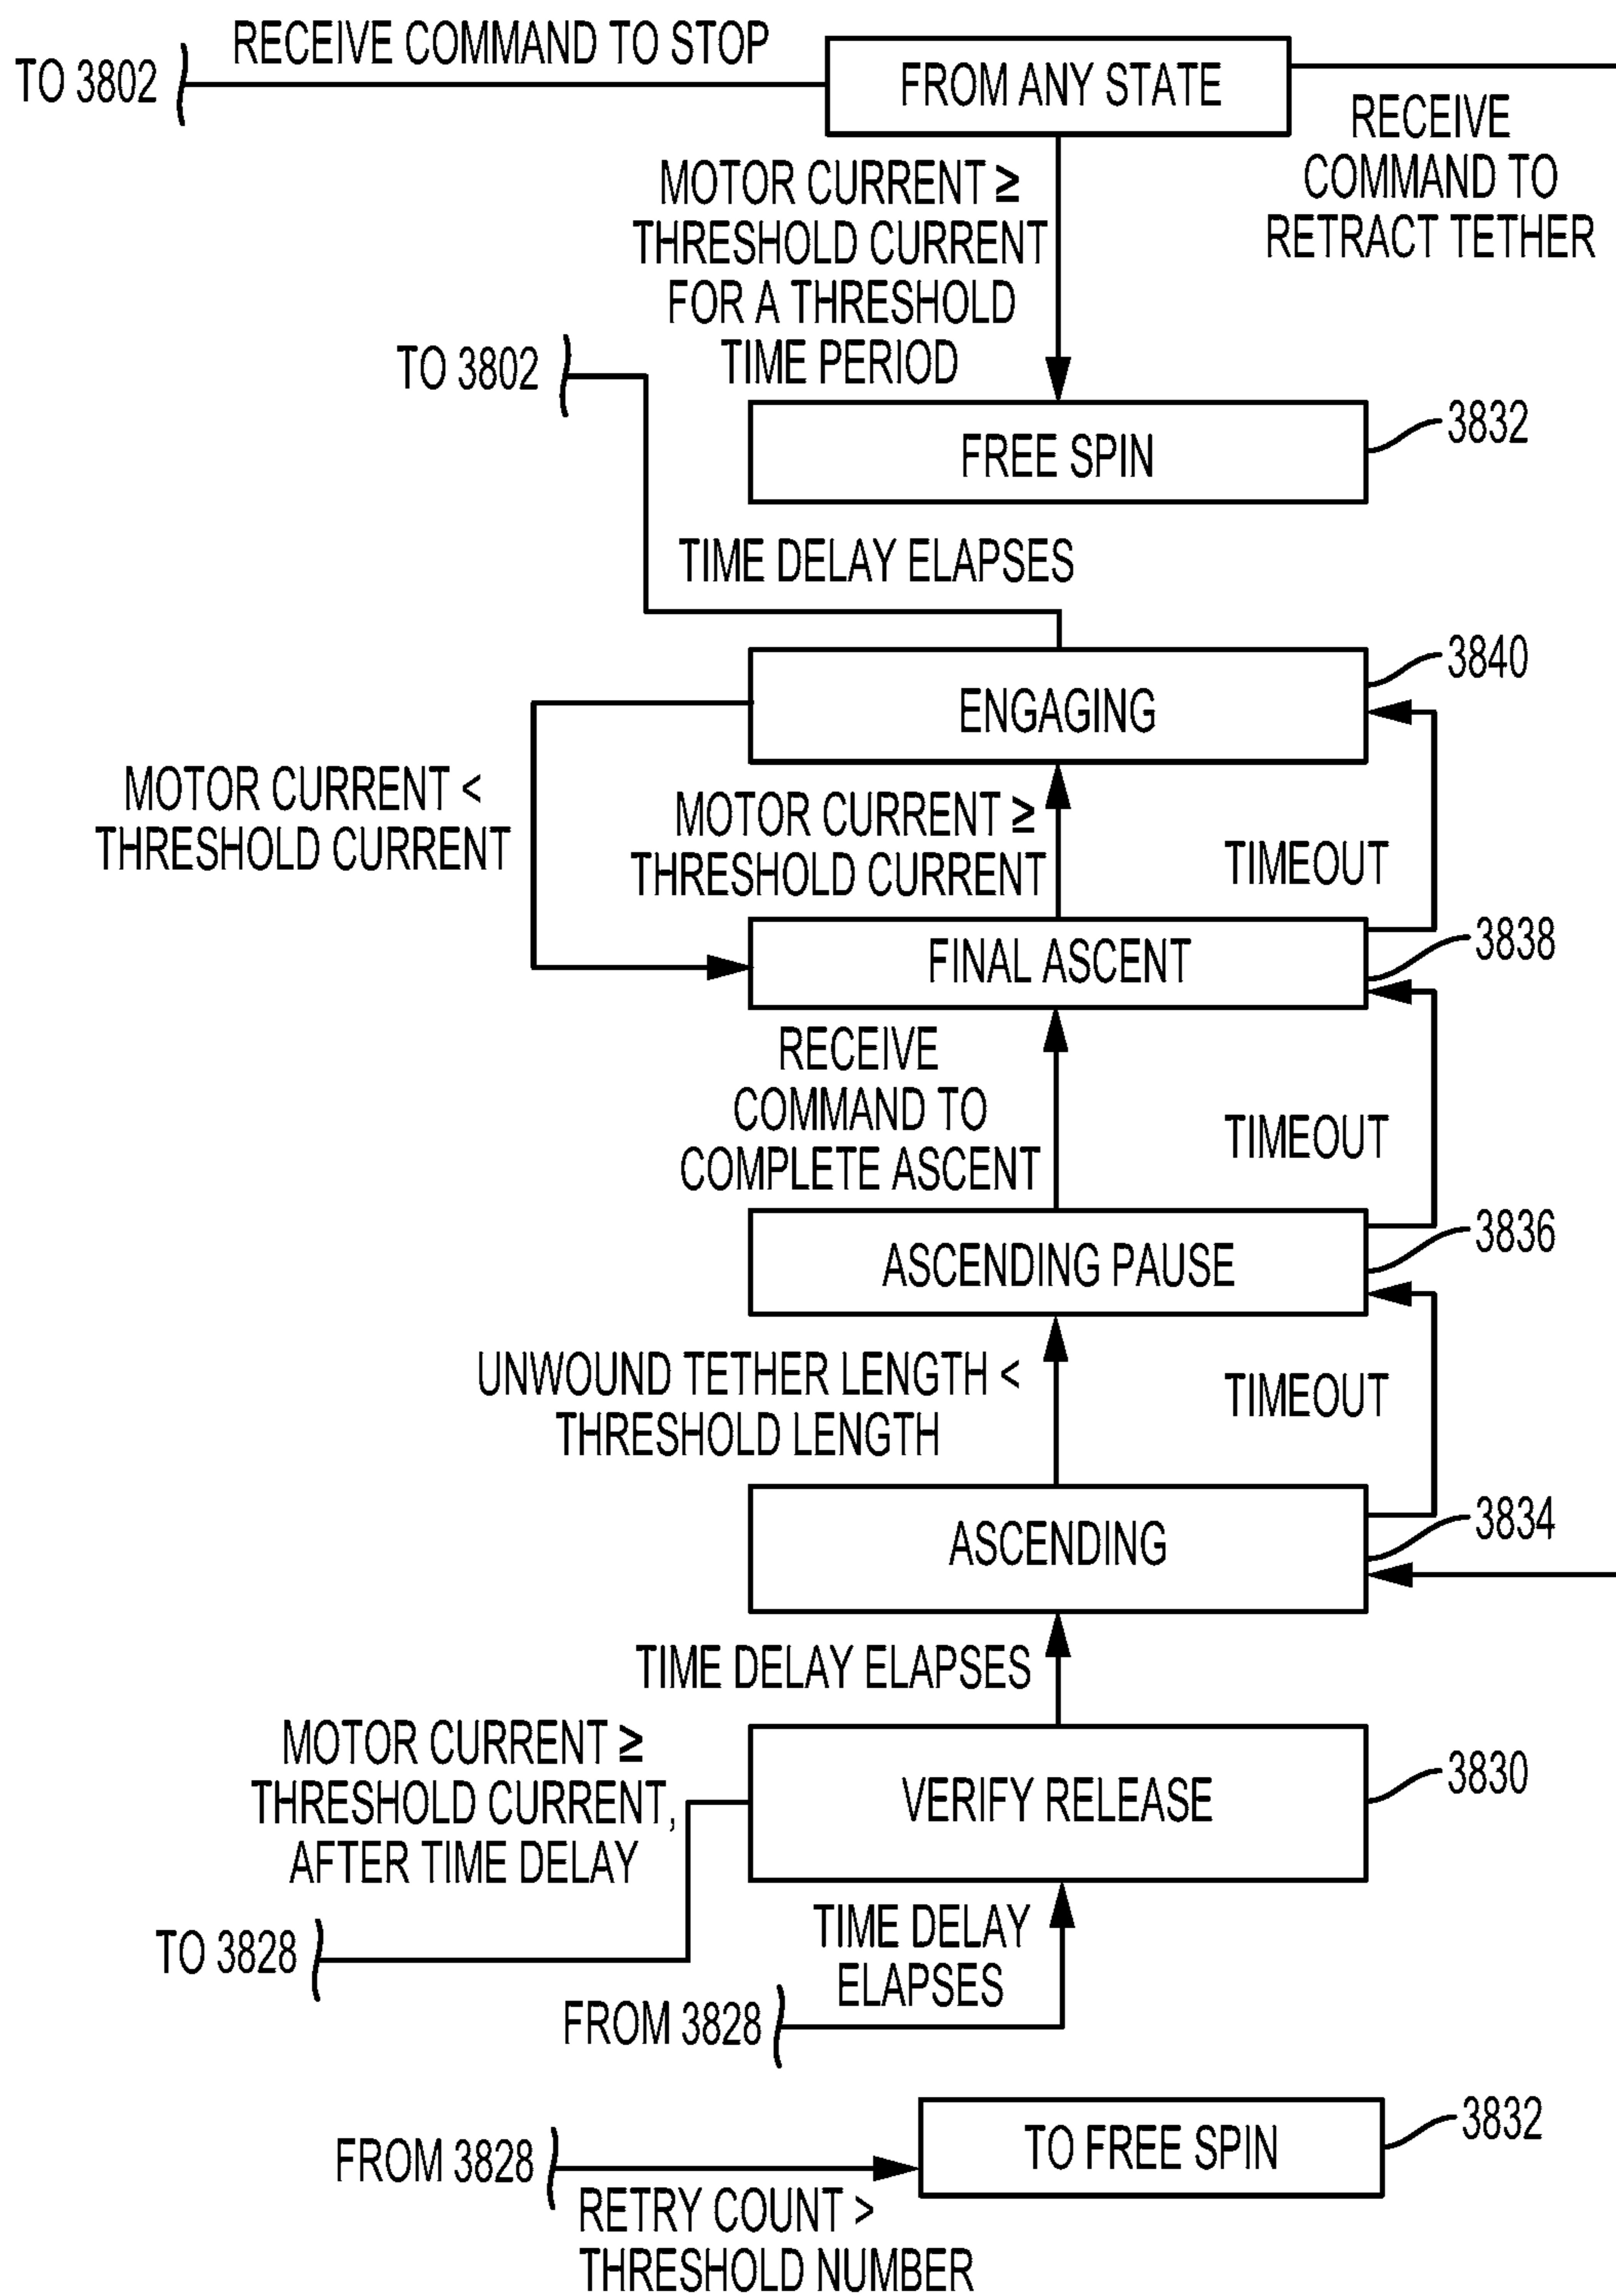 RECEIVE COMMAND TO STOP
TO 3802
FROM ANY STATE
RECEIVE
COMMAND TO
RETRACT TETHER
MOTOR CURRENT ≥
THRESHOLD CURRENT
FOR A THRESHOLD
TIME PERIOD
TO 3802
FREE SPIN
3832
TIME DELAY ELAPSES
3840
ENGAGING
MOTOR CURRENT <
THRESHOLD CURRENT
MOTOR CURRENT ≥
THRESHOLD CURRENT
TIMEOUT
FINAL ASCENT
3838
RECEIVE
COMMAND TO
COMPLETE ASCENT
TIMEOUT
3836
ASCENDING PAUSE
UNWOUND TETHER LENGTH <
THRESHOLD LENGTH
TIMEOUT
3834
ASCENDING
TIME DELAY ELAPSES
MOTOR CURRENT ≥
THRESHOLD CURRENT,
AFTER TIME DELAY
VERIFY RELEASE
3830
TO 3828
TIME DELAY
ELAPSES
FROM 3828
3832
TO FREE SPIN
FROM 3828
RETRY COUNT >
THRESHOLD NUMBER